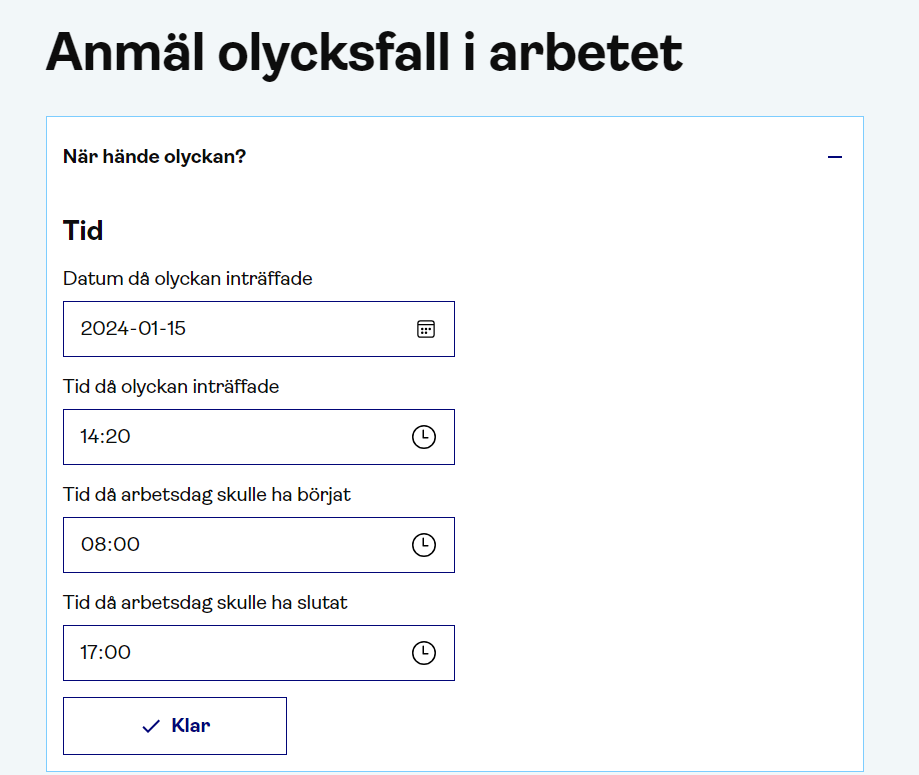 Anmäl olycksfall i arbetet
När hände olyckan?
Tid
Datum då olyckan inträffade
2024-01-15
Tid då olyckan inträffade
14:20
Tid då arbetsdag skulle ha börjat
08:00
Tid då arbetsdag skulle ha slutat
17:00
Klar